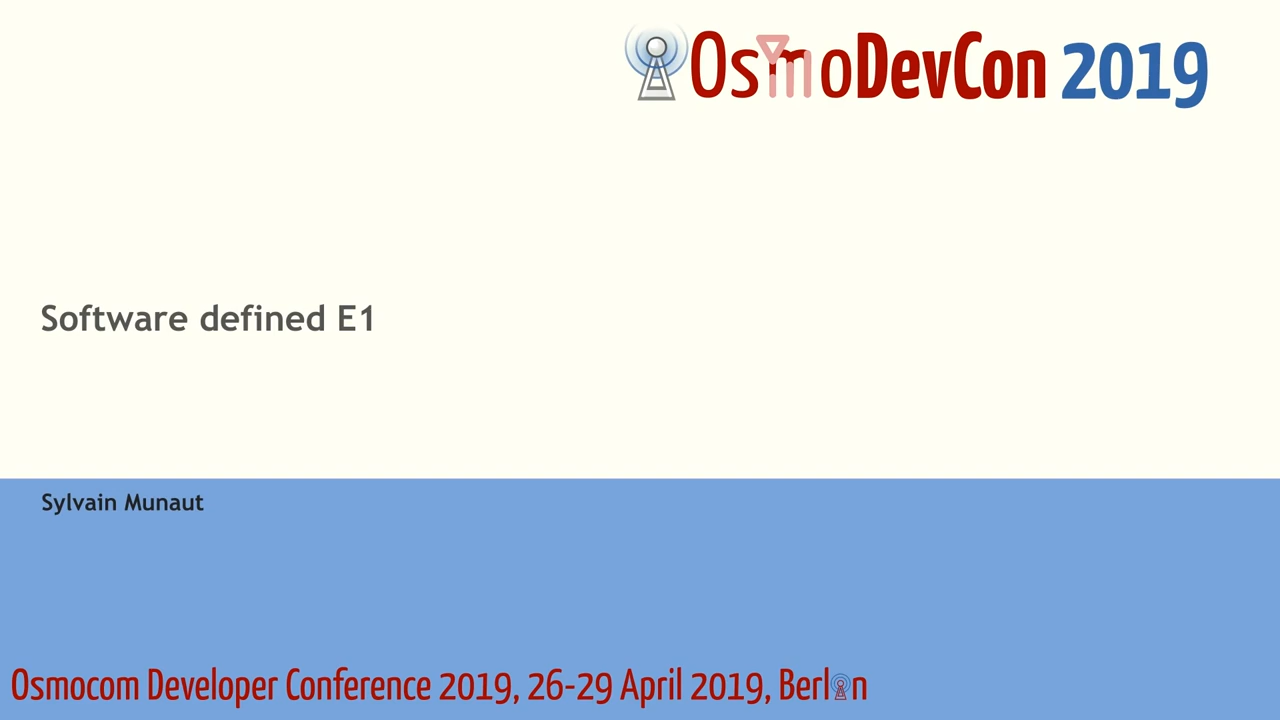 OsmoDevCon 2019
Software defined E1
Sylvain Munaut
Osmocom Developer Conference 2019, 26-29 April 2019, Berlin